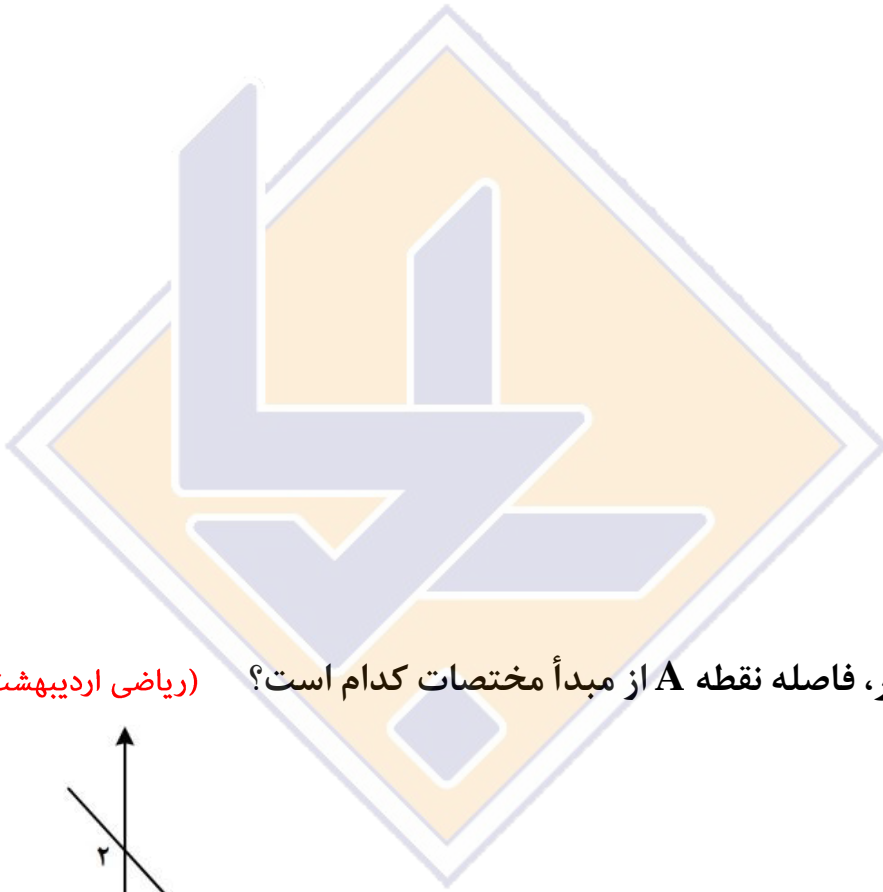 ر، فاصله نقطه A از مبدأ مختصات کدام است؟ (ریاضی اردیبهشت
۲